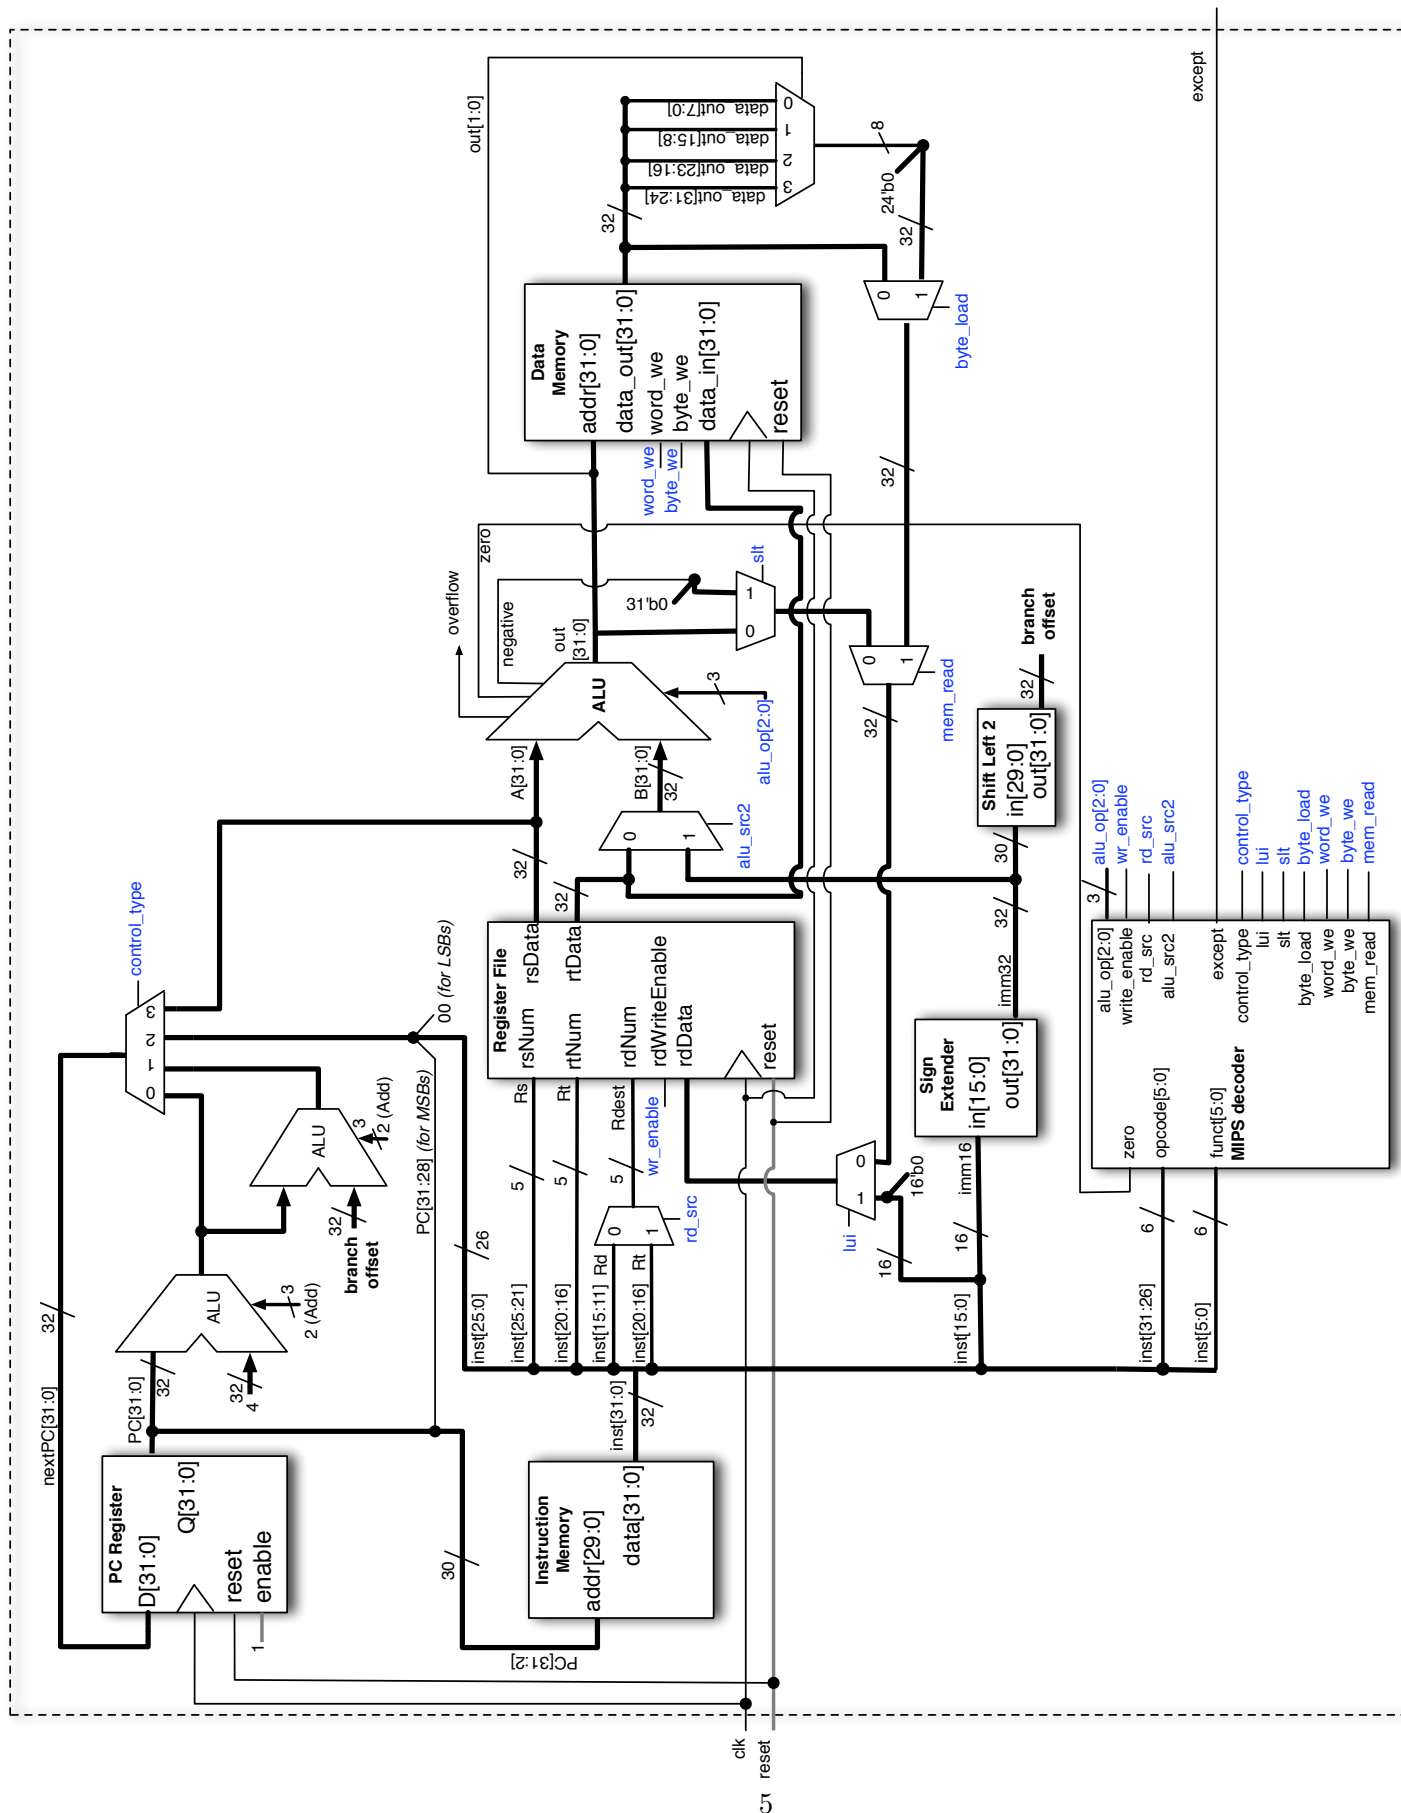 nextPC[31:0]
32
control_type
PC Register
D[31:0]
Q[31:0]
reset
enable
1
PC[31:0]
32
32
4
ALU
3
2 (Add)
branch
offset
32
ALU
3
2 (Add)
0
1
2
3
00 (for LSBs)
PC[31:28] (for MSBs)
30
PC[31:2]
Instruction
Memory
addr[29:0]
data[31:0]
inst[31:0]
32
inst[25:0]
26
inst[25:21]
5
Rs
inst[20:16]
5
Rt
inst[15:11]
Rd
inst[20:16]
Rt
0
1
rd_src
5
Rdest
wr_enable
Register File
rsNum
rsData
rtNum
rtData
rdNum
rdWriteEnable
rdData
reset
32
32
0
1
alu_src2
A[31:0]
B[31:0]
32
ALU
alu_op[2:0]
3
overflow
zero
negative
out
[31:0]
31'b0
0
1
slt
out[1:0]
Data
Memory
addr[31:0]
data_out[31:0]
word_we
byte_we
data_in[31:0]
reset
word_we
byte_we
32
data_out[7:0]
data_out[15:8]
data_out[23:16]
data_out[31:24]
0
1
2
3
8
24'b0
32
0
1
byte_load
32
0
1
mem_read
32
lui
1
0
16'b0
16
inst[15:0]
16
imm16
Sign
Extender
in[15:0]
out[31:0]
imm32
32
30
Shift Left 2
in[29:0]
out[31:0]
32
branch
offset
inst[31:26]
6
inst[5:0]
6
zero
opcode[5:0]
funct[5:0]
MIPS decoder
alu_op[2:0]
write_enable
rd_src
alu_src2
except
control_type
lui
slt
byte_load
word_we
byte_we
mem_read
3
alu_op[2:0]
wr_enable
rd_src
alu_src2
control_type
lui
slt
byte_load
word_we
byte_we
mem_read
except
clk
reset
5